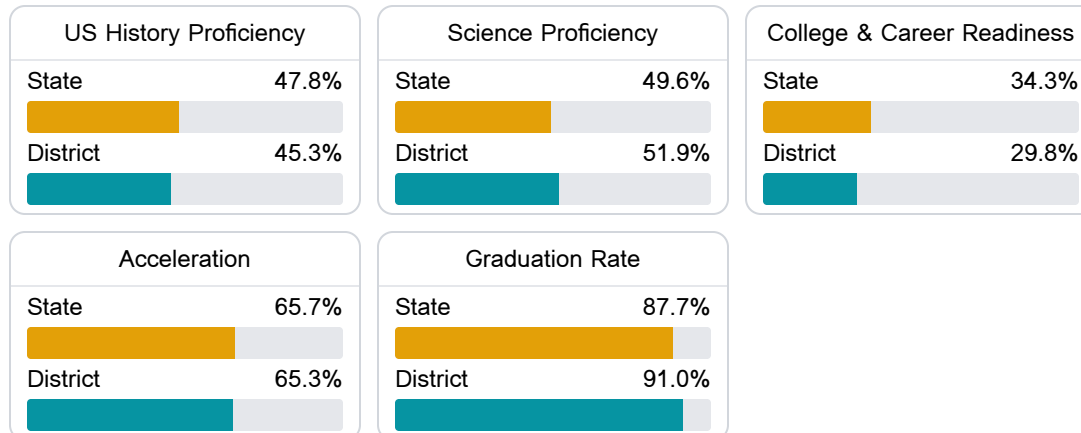 US History Proficiency
State 47.8%
District 45.3%
Science Proficiency
State 49.6%
District 51.9%
College & Career Readiness
State 34.3%
District 29.8%
Acceleration
State 65.7%
District 65.3%
Graduation Rate
State 87.7%
District 91.0%